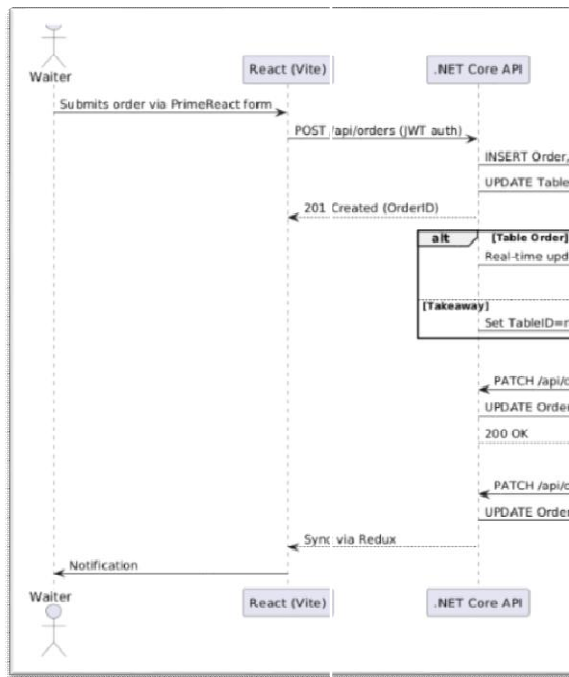 Waiter
React (Vite)
.NET Core API
Submits order via PrimeReact form
POST /api/orders (JWT auth)
INSERT Order,
UPDATE Table
201 Created (OrderID)
alt
[Table Order]
Real-time upd
[Takeaway]
Set TableID=
PATCH /api/
UPDATE Order
200 OK
PATCH /api/
UPDATE Order
Sync via Redux
Notification
Waiter
React (Vite)
.NET Core API